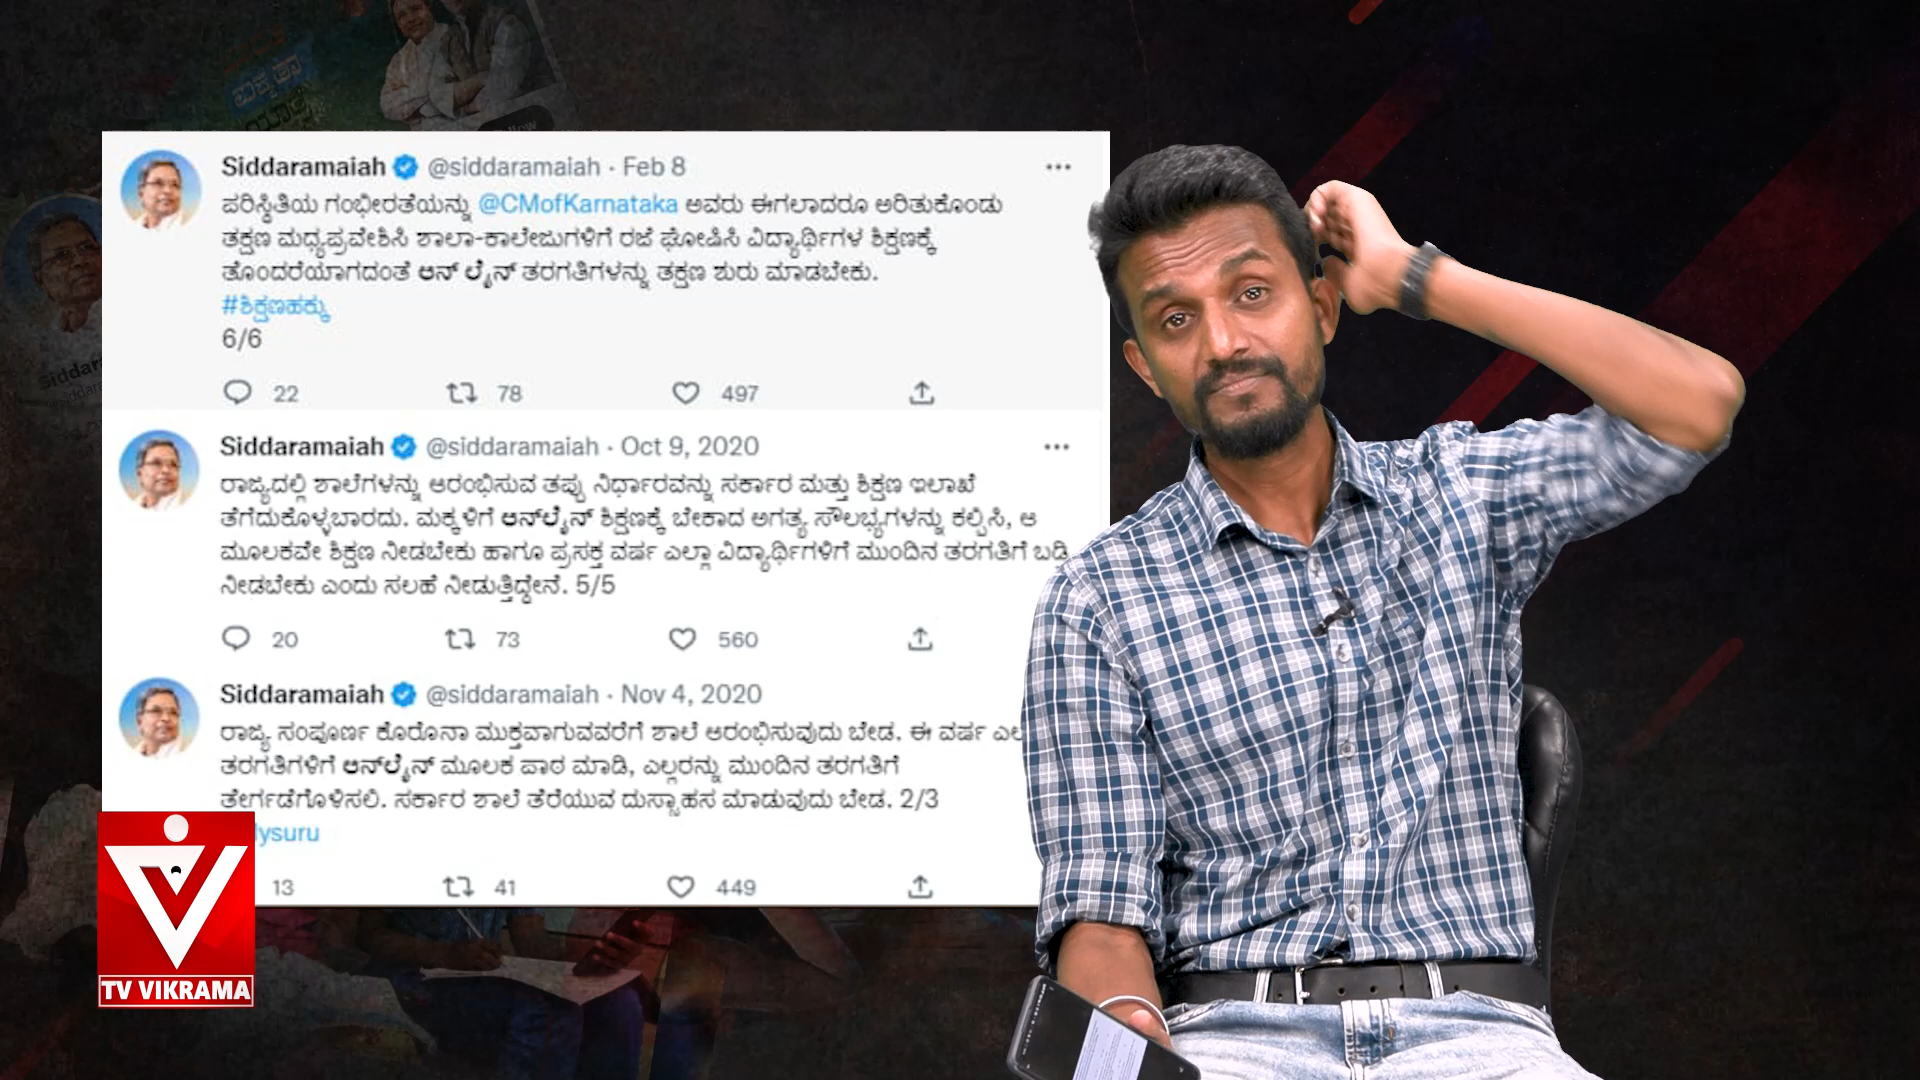 Siddaramaiah @siddaramaiah · Feb 8
ಪರಿಸ್ಥಿತಿಯ ಗಂಭೀರತೆಯನ್ನು @CMofKarnataka ಅವರು ಈಗಲಾದರೂ ಅರಿತುಕೊಂಡು
ತಕ್ಷಣ ಮಧ್ಯಪ್ರವೇಶಿಸಿ ಶಾಲಾ-ಕಾಲೇಜುಗಳಿಗೆ ರಜೆ ಘೋಷಿಸಿ ವಿದ್ಯಾರ್ಥಿಗಳ ಶಿಕ್ಷಣಕ್ಕೆ
ತೊಂದರೆಯಾಗದಂತೆ ಆನ್ ಲೈನ್ ತರಗತಿಗಳನ್ನು ತಕ್ಷಣ ಶುರು ಮಾಡಬೇಕು.
#ಶಿಕ್ಷಣಹಕ್ಕು
6/6
22 78 497
Siddaramaiah @siddaramaiah · Oct 9, 2020
ರಾಜ್ಯದಲ್ಲಿ ಶಾಲೆಗಳನ್ನು ಆರಂಭಿಸುವ ತಪ್ಪು ನಿರ್ಧಾರವನ್ನು ಸರ್ಕಾರ ಮತ್ತು ಶಿಕ್ಷಣ ಇಲಾಖೆ
ತೆಗೆದುಕೊಳ್ಳಬಾರದು. ಮಕ್ಕಳಿಗೆ ಆನ್‌ಲೈನ್ ಶಿಕ್ಷಣಕ್ಕೆ ಬೇಕಾದ ಅಗತ್ಯ ಸೌಲಭ್ಯಗಳನ್ನು ಕಲ್ಪಿಸಿ, ಆ
ಮೂಲಕವೇ ಶಿಕ್ಷಣ ನೀಡಬೇಕು ಹಾಗೂ ಪ್ರಸಕ್ತ ವರ್ಷ ಎಲ್ಲಾ ವಿದ್ಯಾರ್ಥಿಗಳಿಗೆ ಮುಂದಿನ ತರಗತಿಗೆ ಬಡ್ತಿ
ನೀಡಬೇಕು ಎಂದು ಸಲಹೆ ನೀಡುತ್ತಿದ್ದೇನೆ. 5/5
20 73 560
Siddaramaiah @siddaramaiah · Nov 4, 2020
ರಾಜ್ಯ ಸಂಪೂರ್ಣ ಕೊರೊನಾ ಮುಕ್ತವಾಗುವವರೆಗೆ ಶಾಲೆ ಆರಂಭಿಸುವುದು ಬೇಡ. ಈ ವರ್ಷ
ತರಗತಿಗಳಿಗೆ ಆನ್‌ಲೈನ್ ಮೂಲಕ ಪಾಠ ಮಾಡಿ, ಎಲ್ಲರನ್ನು ಮುಂದಿನ ತರಗತಿಗೆ
ತೇರ್ಗಡೆಗೊಳಿಸಲಿ. ಸರ್ಕಾರ ಶಾಲೆ ತೆರೆಯುವ ದುಸ್ಸಾಹಸ ಮಾಡುವುದು ಬೇಡ. 2/3
ysuru
13 41 449
TV VIKRAMA